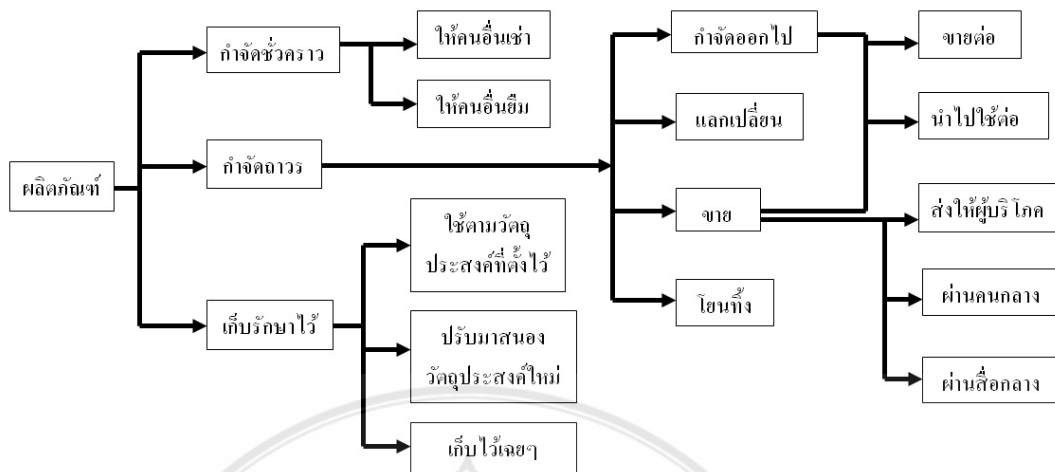 ผลิตภัณฑ์
กำจัดชั่วคราว
ให้คนอื่นเช่า
ให้คนอื่นยืม
กำจัดถาวร
กำจัดออกไป
แลกเปลี่ยน
ขาย
โยนทิ้ง
ขายต่อ
นำไปใช้ต่อ
ส่งให้ผู้บริโภค
ผ่านคนกลาง
ผ่านสื่อกลาง
เก็บรักษาไว้
ใช้ตามวัตถุ
ประสงค์ที่ตั้งไว้
ปรับมาสนอง
วัตถุประสงค์ใหม่
เก็บไว้เฉยๆ